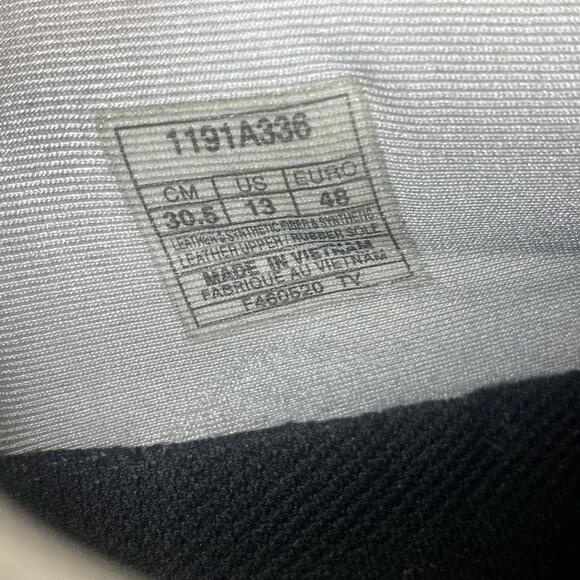 1191A336
CM US EURO
30.5 13 48
LEATHER & SYNTHETIC FIBER & SYNTHETIC
LEATHER UPPER / RUBBER SOLE
MADE IN VIETNAM
FABRIQUE AU VIETNAM
F460520 TV